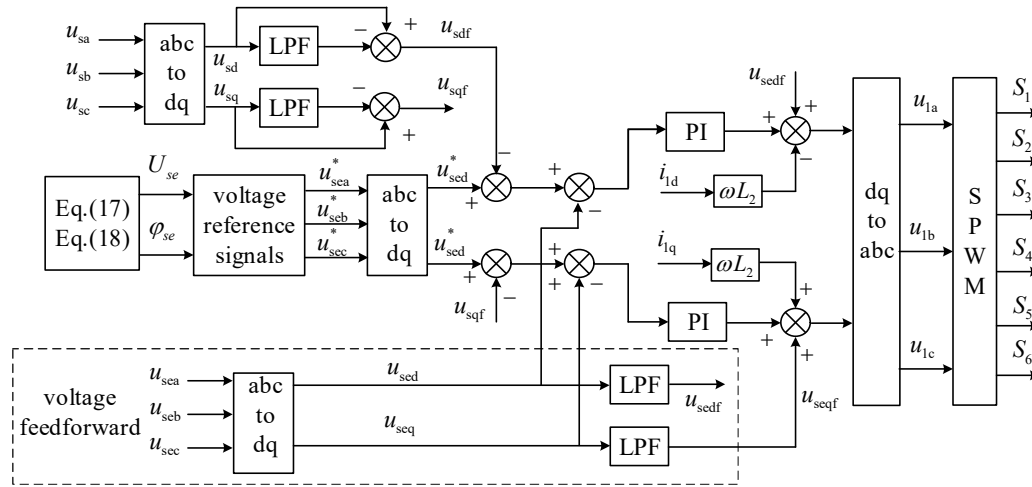 u_sa
u_sb
u_sc
abc
to
dq
u_sd
u_sq
LPF
LPF
−
+
−
+
u_sdf
u_sqf
Eq.(17)
Eq.(18)
U_se
φ_se
voltage
reference
signals
u*_sea
u*_seb
u*_sec
abc
to
dq
u*_sed
u*_sed
−
+
+
−
u_sqf
+
−
+
+
−
PI
PI
+
+
u_sedf
+
−
i_1d
ωL_2
i_1q
ωL_2
+
+
u_seqf
dq
to
abc
u_1a
u_1b
u_1c
S
P
W
M
S_1
S_2
S_3
S_4
S_5
S_6
voltage
feedforward
u_sea
u_seb
u_sec
abc
to
dq
u_sed
u_seq
LPF
u_sedf
LPF